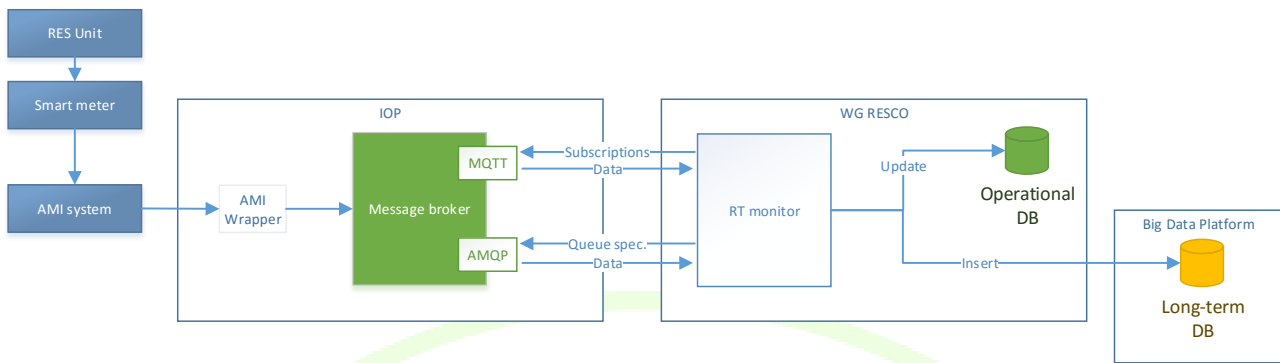 RES Unit
Smart meter
AMI system
IOP
AMI
Wrapper
Message broker
MQTT
AMQP
Subscriptions
Data
Queue spec.
Data
WG RESCO
RT monitor
Update
Operational
DB
Insert
Big Data Platform
Long-term
DB